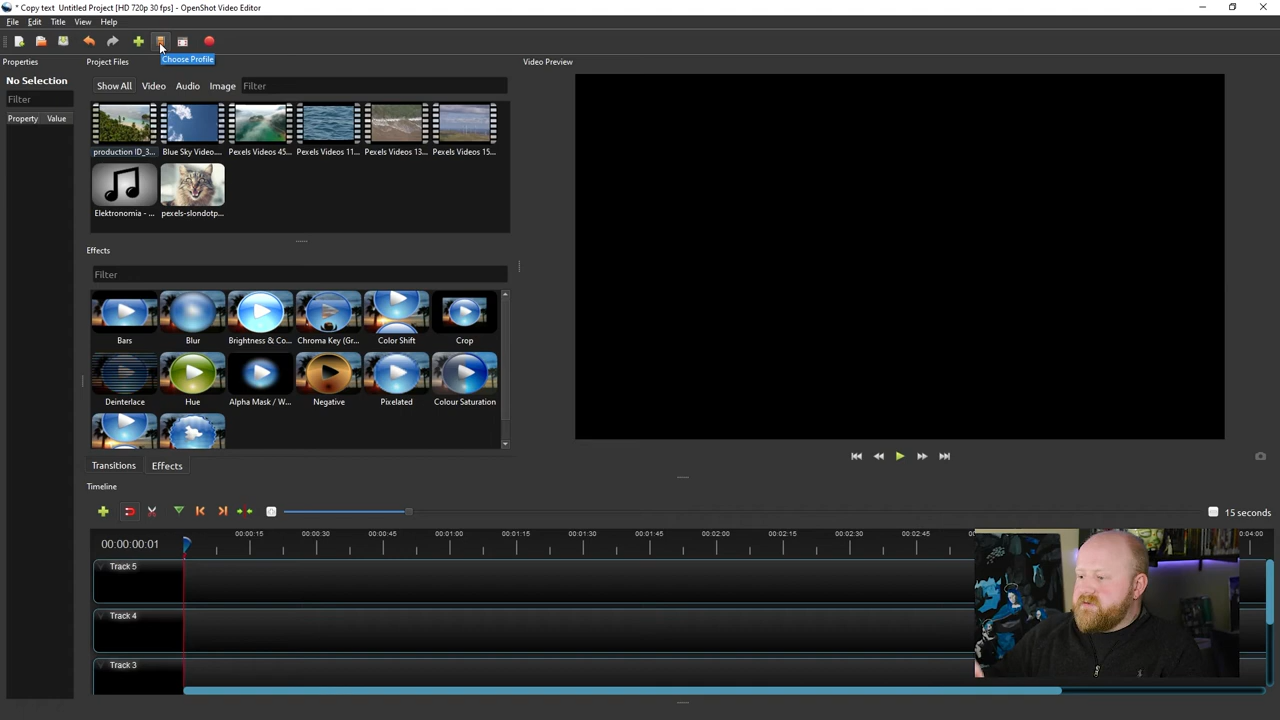 * Copy text Untitled Project [HD 720p 30 fps] - OpenShot Video Editor
File Edit Title View Help
Choose Profile
Properties
Project Files
Video Preview
No Selection
Show All
Video
Audio
Image
Filter
Filter
Property
Value
production ID_3...
Blue Sky Video....
Pexels Videos 45...
Pexels Videos 11...
Pexels Videos 13...
Pexels Videos 15...
Elektronomia - ...
pexels-slondotp...
Effects
Filter
Bars
Blur
Brightness & Co...
Chroma Key (Gr...
Color Shift
Crop
Deinterlace
Hue
Alpha Mask / W...
Negative
Pixelated
Colour Saturation
Transitions
Effects
Timeline
15 seconds
00:00:00:01
00:00:15
00:00:30
00:00:45
00:01:00
00:01:15
00:01:30
00:01:45
00:02:00
00:02:15
00:02:30
00:02:45
0:04:00
Track 5
Track 4
Track 3